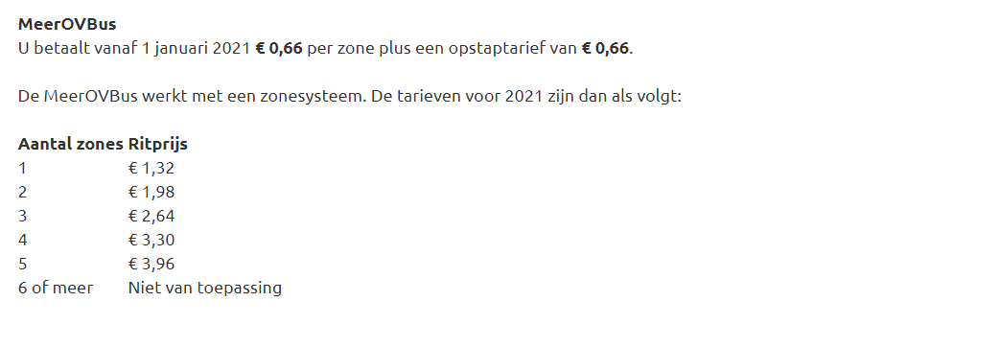 MeerOVBus
U betaalt vanaf 1 januari 2021 € 0,66 per zone plus een opstaptarief van € 0,66.
De MeerOVBus werkt met een zonesysteem. De tarieven voor 2021 zijn dan als volgt:
Aantal zones Ritprijs
1 € 1,32
2 € 1,98
3 € 2,64
4 € 3,30
5 € 3,96
6 of meer Niet van toepassing